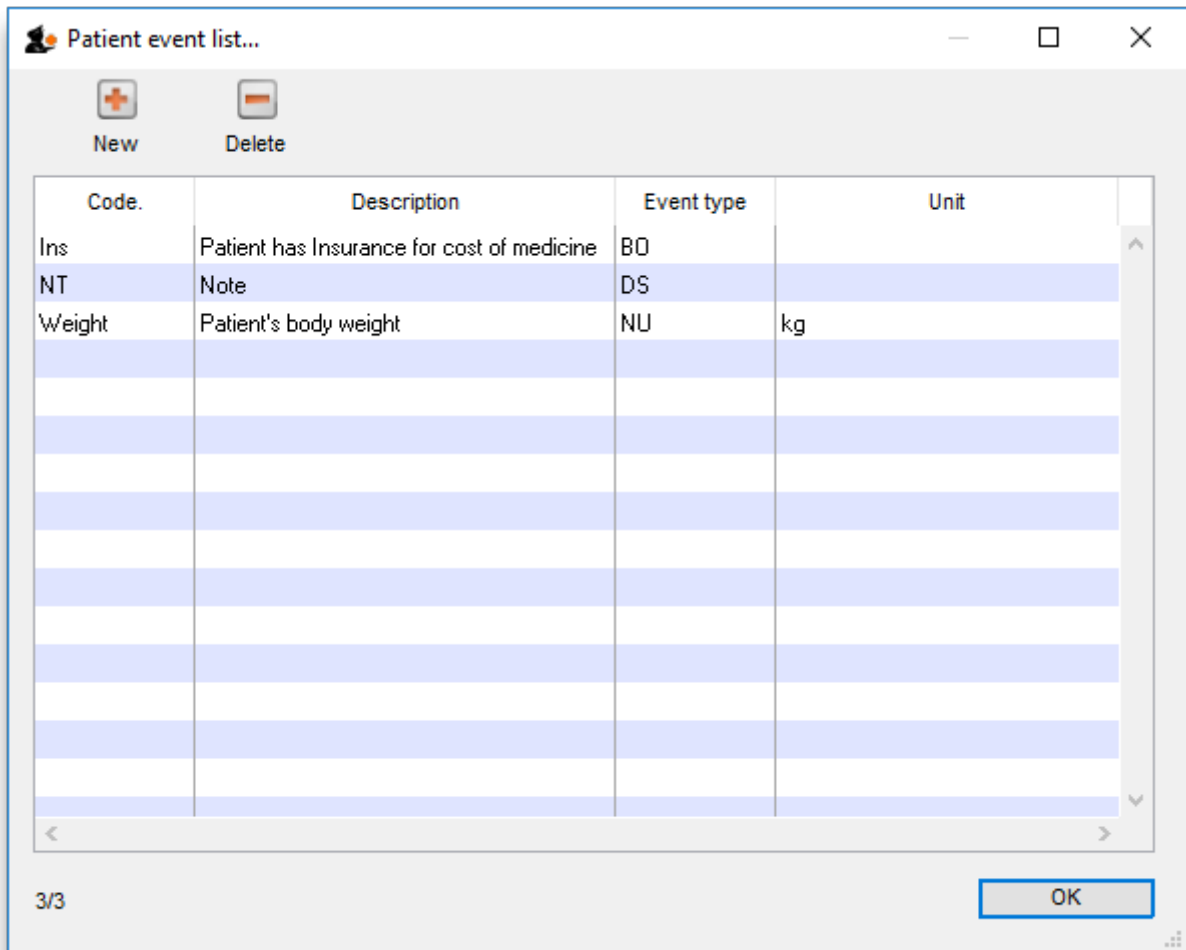 Patient event list...
New Delete
Code. Description Event type Unit
Ins Patient has Insurance for cost of medicine BO
NT Note DS
Weight Patient's body weight NU kg
3/3 OK